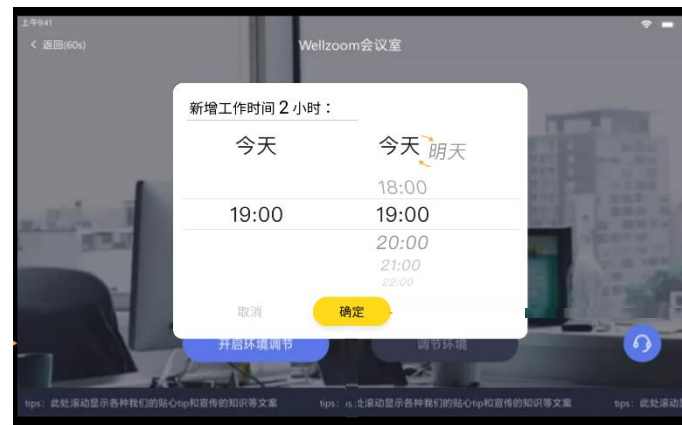 上午941
< 返回(60s)
Wellzoom会议室
新增工作时间 2 小时：
今天
今天 明天
18:00
19:00
19:00
20:00
21:00
22:00
取消
确定
开启环境调节
调节环境
tips: 此处滚动显示各种我们的贴心tip和宣传的知识等文案
tips:
is :此滚动显示各种我们的贴心tip和宣传的知识等文案
tips: 此处滚动